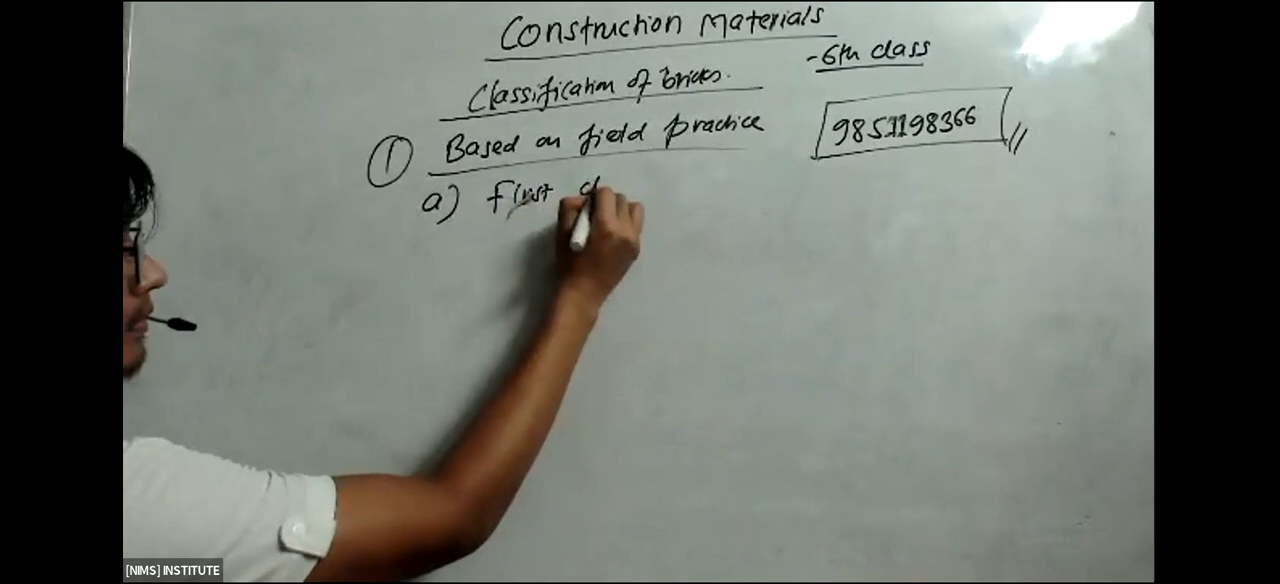 Construction Materials
-6th class
Classification of bricks.
① Based on field practice
9851198366
a) first
[NIMS] INSTITUTE